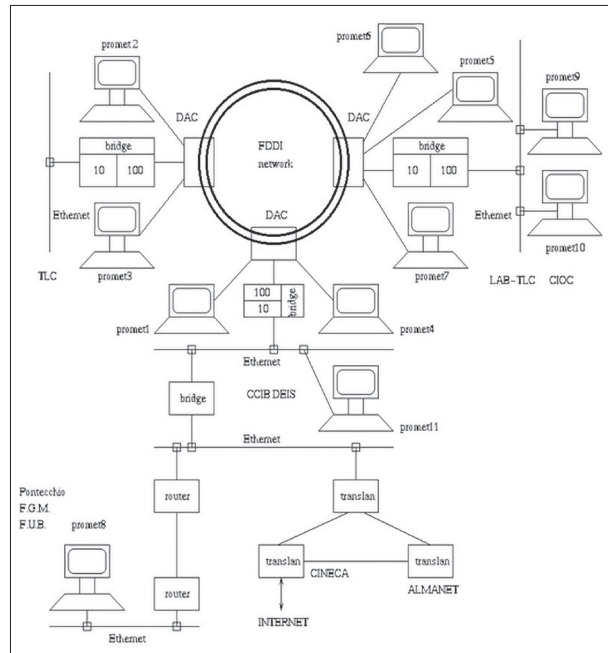 promet6
promet 2
promet5
promet9
DAC
DAC
FDDI
network
bridge
10 100
bridge
10 100
DAC
Ethernet
Ethernet
promet10
promet3
promet7
TLC
LAB-TLC CIOC
100
10
bridge
promet1
promet4
Ethernet
bridge
CCIB DEIS
promet11
Ethernet
Pontecchio
F.G.M.
F.U.B.
promet8
router
translan
translan
translan
CINECA
router
ALMANET
INTERNET
Ethernet